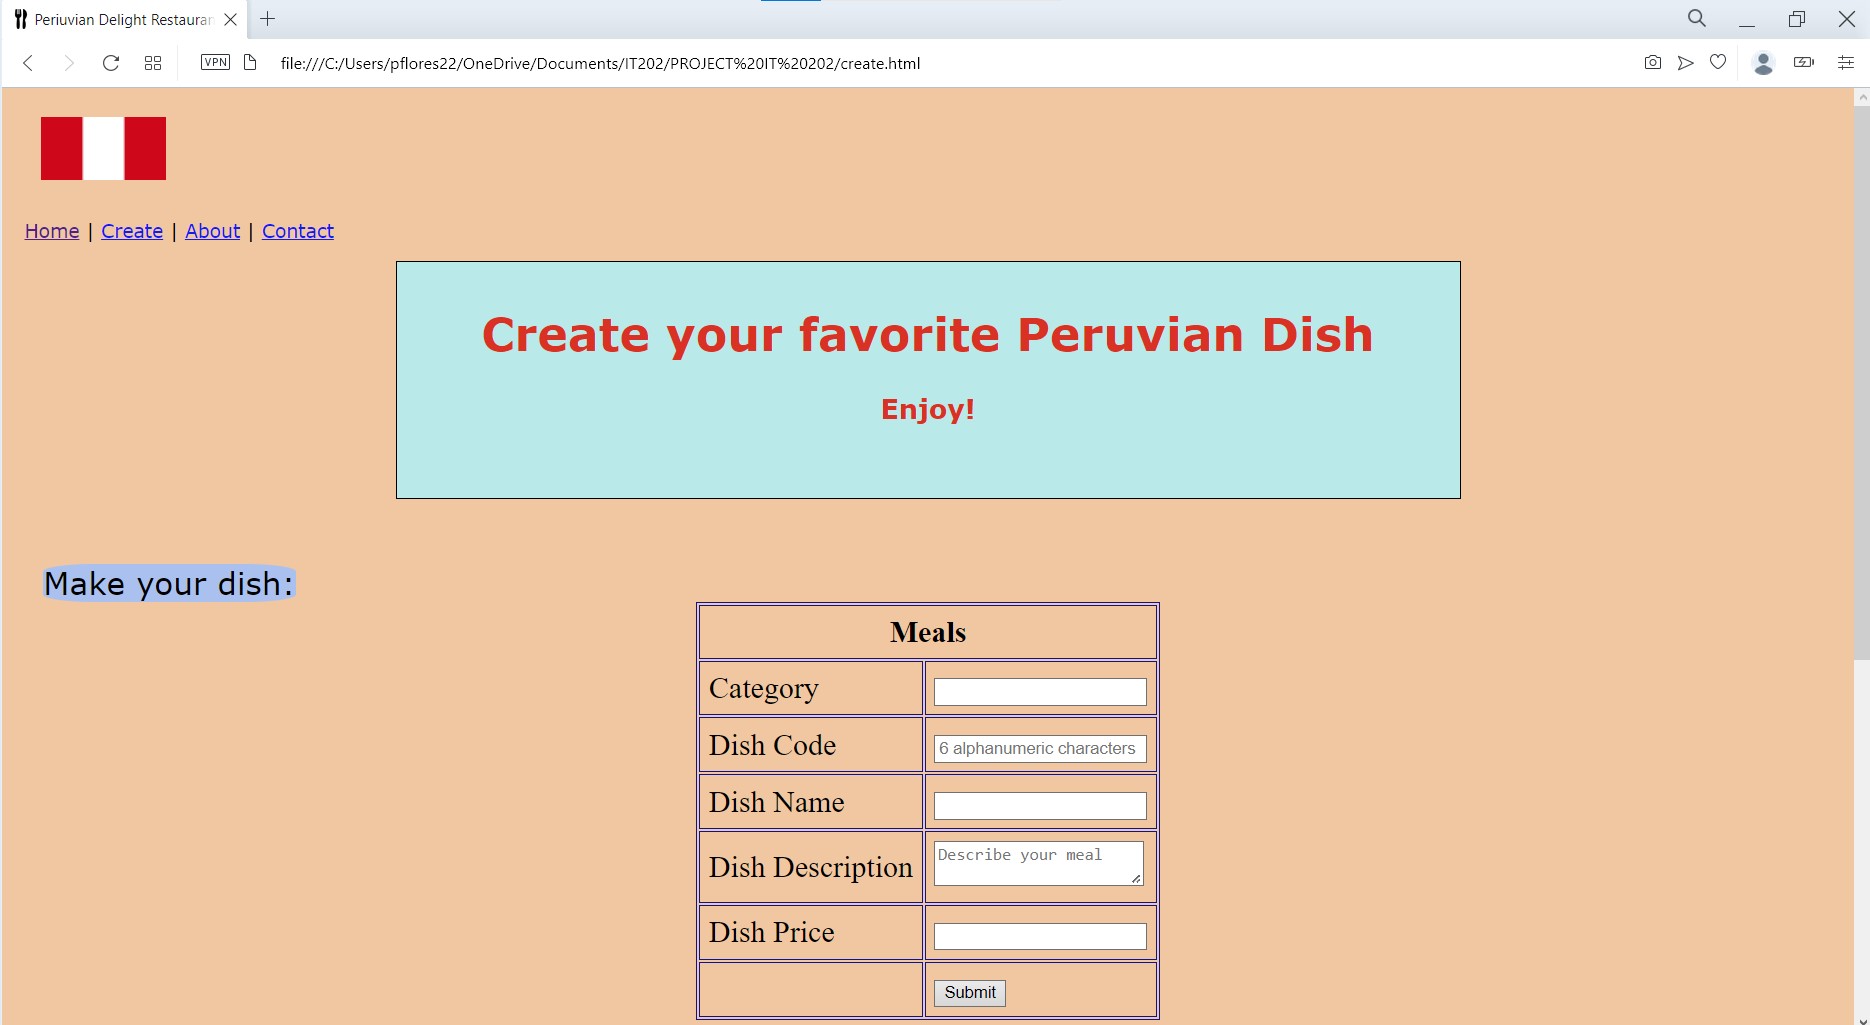 Periuvian Delight Restauran
VPN file:///C:/Users/pflores22/OneDrive/Documents/IT202/PROJECT%20IT%20202/create.html
Home | Create | About | Contact
Create your favorite Peruvian Dish
Enjoy!
Make your dish:
Meals
Category
Dish Code 6 alphanumeric characters
Dish Name
Dish Description Describe your meal
Dish Price
Submit